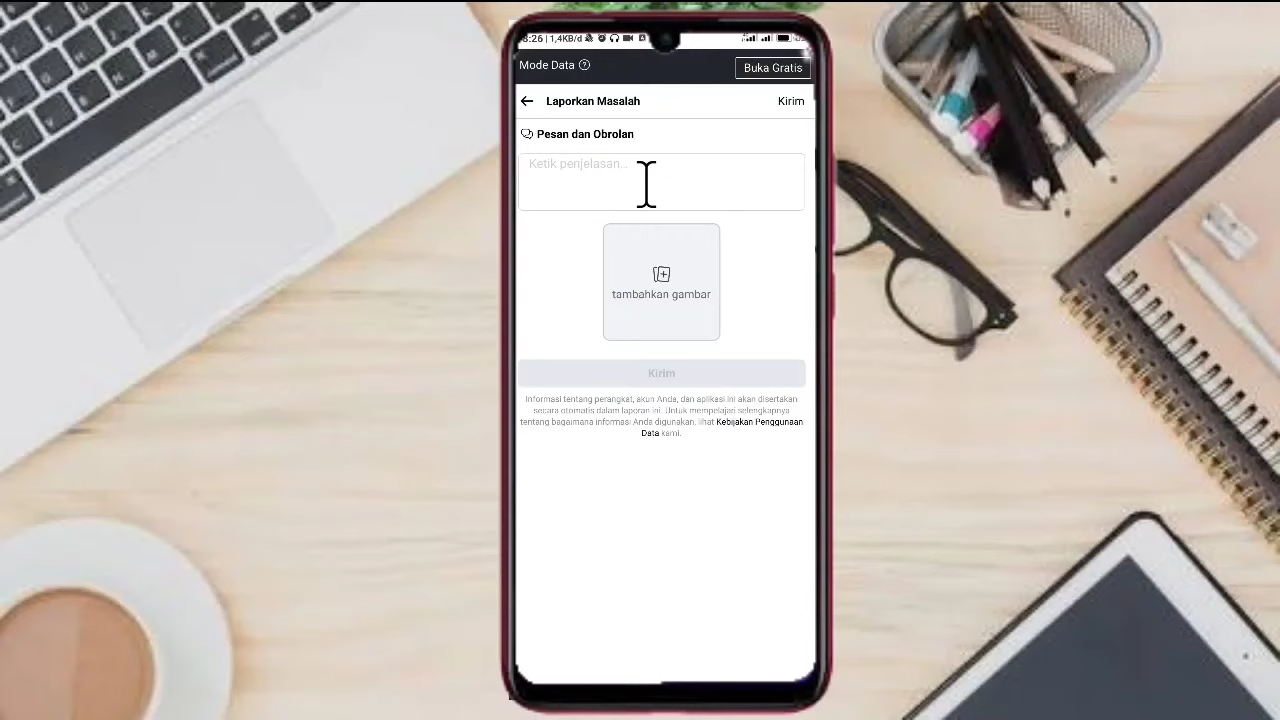 8:26 | 1,4KB/d
Mode Data
Buka Gratis
Laporkan Masalah
Kirim
Pesan dan Obrolan
Ketik penjelasan...
tambahkan gambar
Kirim
Informasi tentang perangkat, akun Anda, dan aplikasi ini akan disertakan
secara otomatis dalam laporan ini. Untuk mempelajari selengkapnya
tentang bagaimana informasi Anda digunakan, lihat Kebijakan Penggunaan
Data kami.